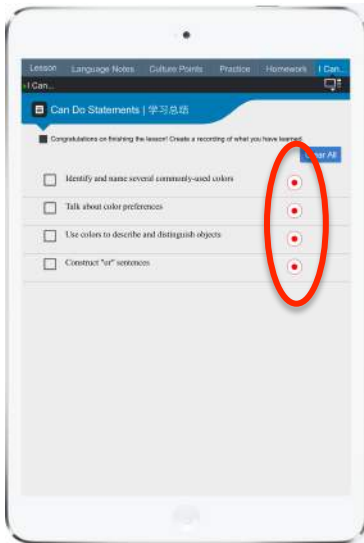 Lesson Language Notes Culture Points Practice Homework I Can...
I Can...
Can Do Statements | 学习总结
Congratulations on finishing the lesson! Create a recording of what you have learned
Clear All
Identify and name several commonly-used colors
Talk about color preferences
Use colors to describe and distinguish objects
Construct "or" sentences